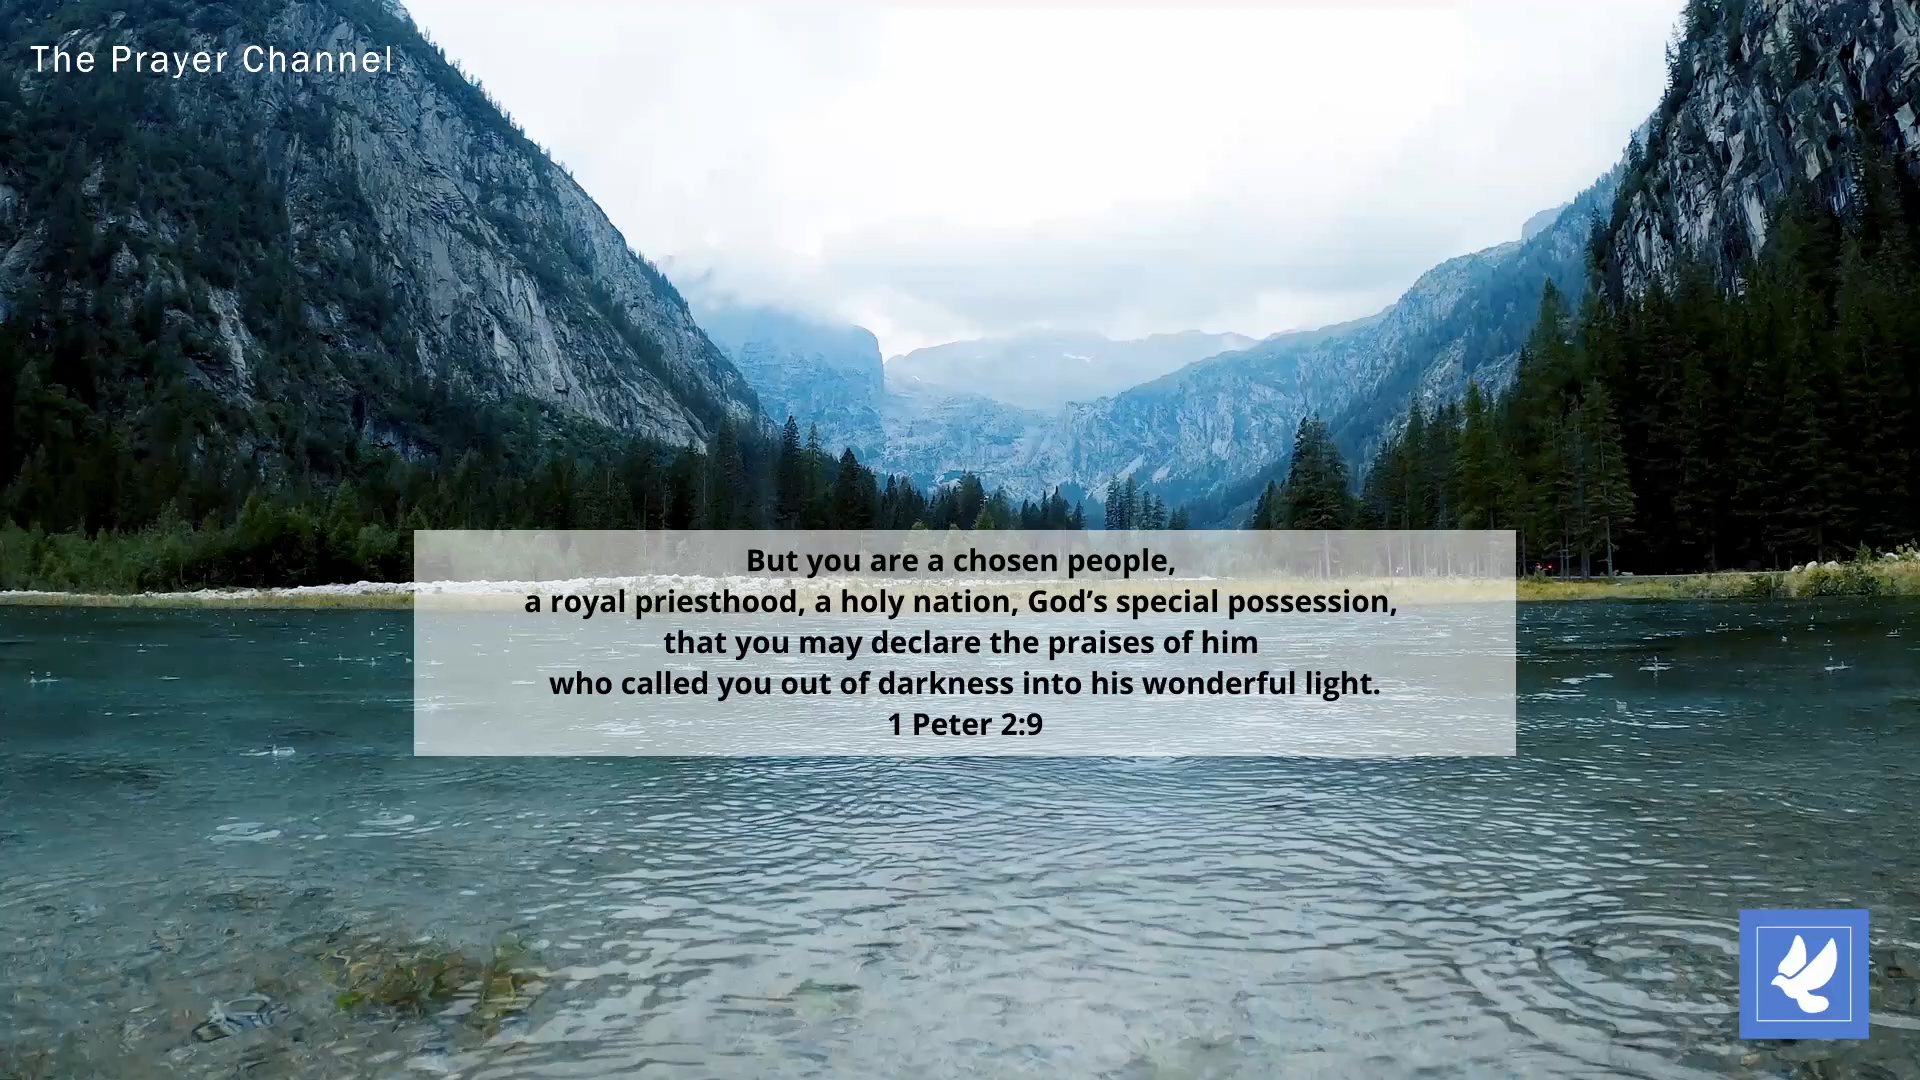 The Prayer Channel
But you are a chosen people,
a royal priesthood, a holy nation, God’s special possession,
that you may declare the praises of him
who called you out of darkness into his wonderful light.
1 Peter 2:9